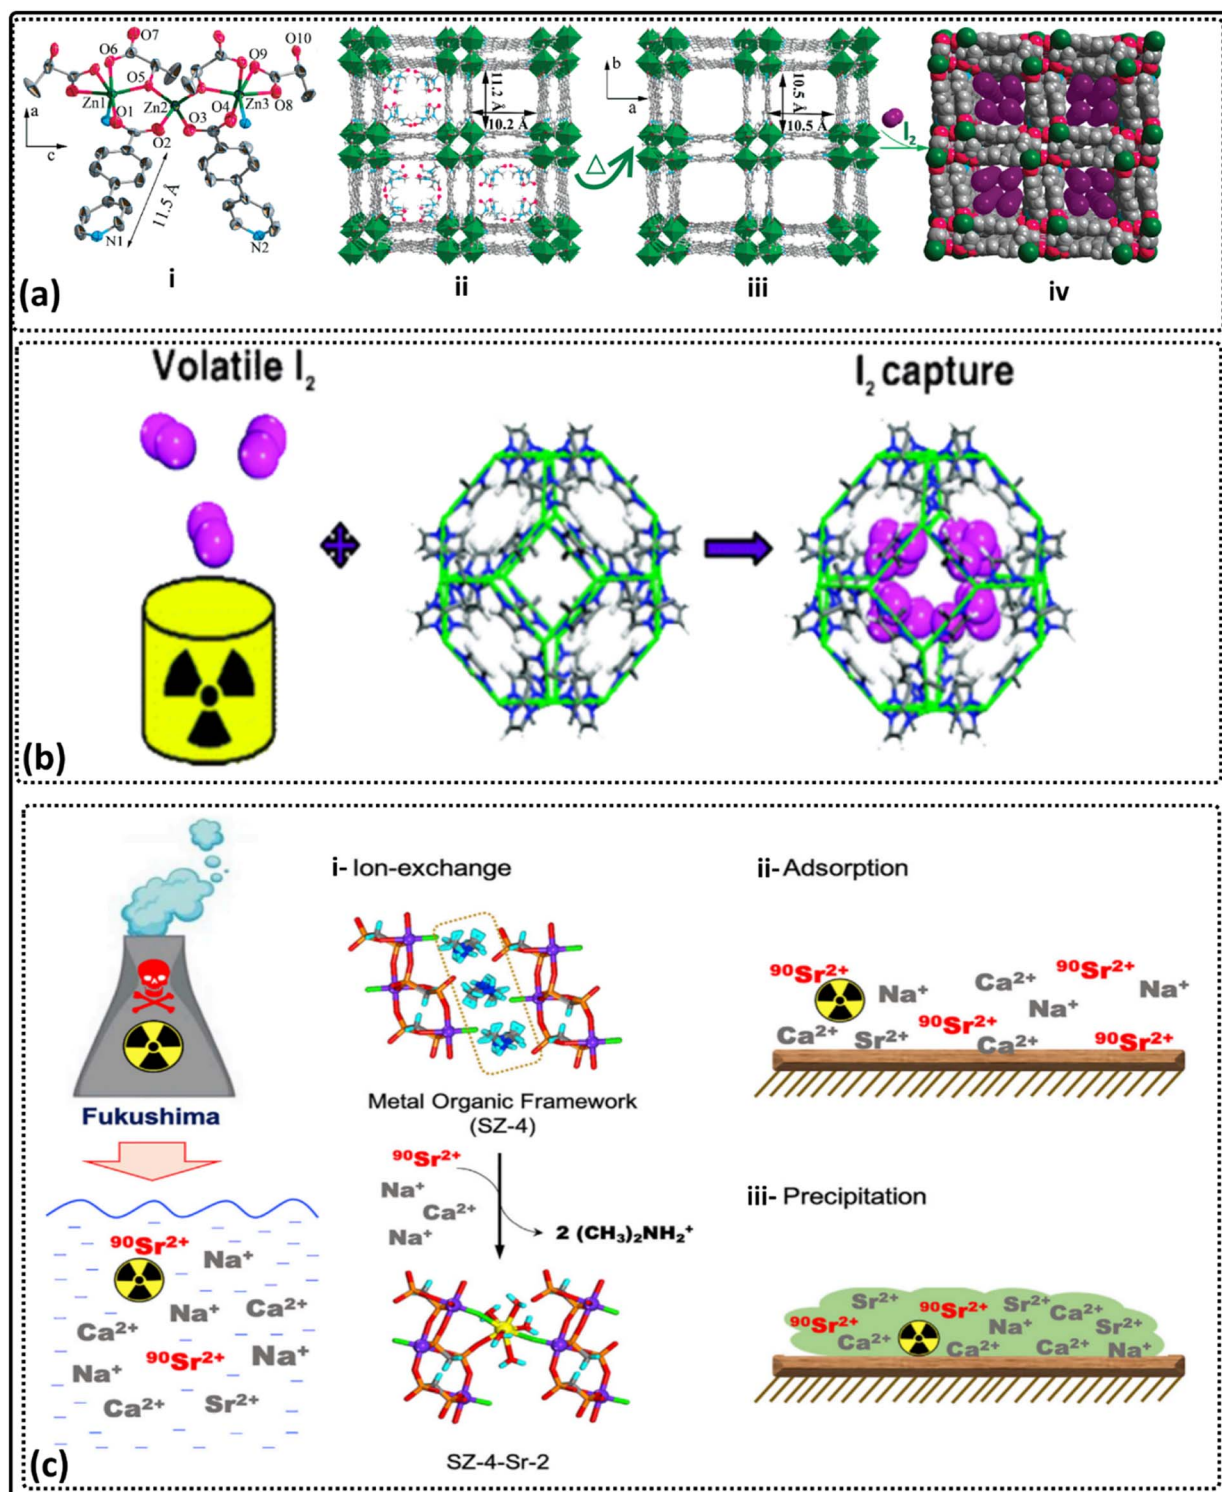 O7
O6
O9
O10
O5
Zn1
Zn2
O4
Zn3
O8
O1
O3
O2
a
c
11.5 Å
N1
N2
i
11.2 Å
10.2 Å
ii
Δ
b
a
10.5 Å
10.5 Å
iii
I₂
iv
(a)
Volatile I₂
I₂ capture
(b)
Fukushima
⁹⁰Sr²⁺
Na⁺
Na⁺
Ca²⁺
Ca²⁺
Na⁺
⁹⁰Sr²⁺
Na⁺
Ca²⁺
Sr²⁺
i- Ion-exchange
Metal Organic Framework
(SZ-4)
⁹⁰Sr²⁺
Na⁺
Ca²⁺
Na⁺
2 (CH₃)₂NH₂⁺
SZ-4-Sr-2
ii- Adsorption
⁹⁰Sr²⁺
Na⁺
Ca²⁺
⁹⁰Sr²⁺
Na⁺
Na⁺
Ca²⁺
Sr²⁺
⁹⁰Sr²⁺
Ca²⁺
⁹⁰Sr²⁺
iii- Precipitation
Sr²⁺
⁹⁰Sr²⁺
Sr²⁺
Ca²⁺
⁹⁰Sr²⁺
Na⁺
Sr²⁺
Ca²⁺
Ca²⁺
Ca²⁺
Na⁺
(c)